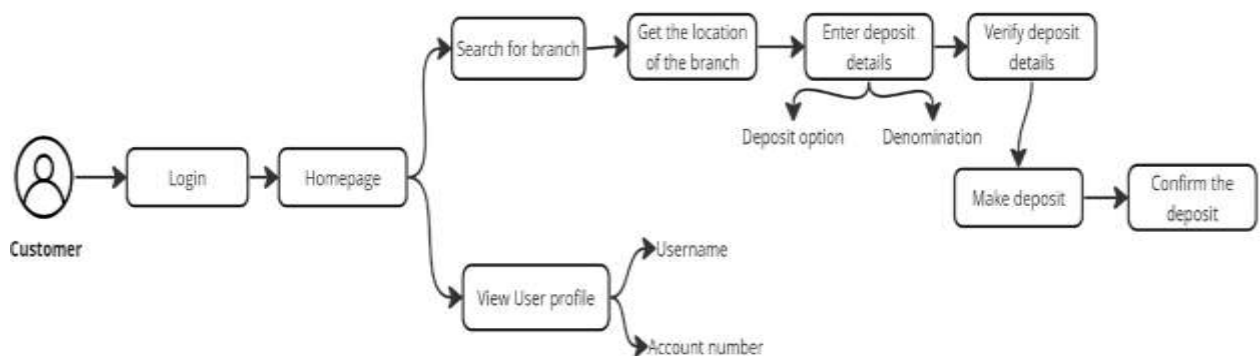 Customer
Login
Homepage
Search for branch
Get the location
of the branch
Enter deposit
details
Deposit option
Denomination
Verify deposit
details
Make deposit
Confirm the
deposit
View User profile
Username
Account number